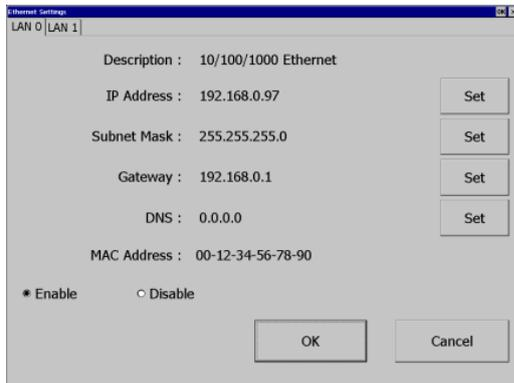 Ethernet Settings
OK
LAN 0 LAN 1
Description : 10/100/1000 Ethernet
IP Address : 192.168.0.97 Set
Subnet Mask : 255.255.255.0 Set
Gateway : 192.168.0.1 Set
DNS : 0.0.0.0 Set
MAC Address : 00-12-34-56-78-90
Enable Disable
OK Cancel